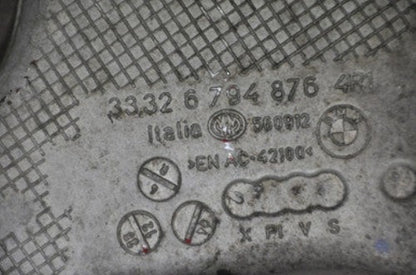 33.32 6 794 876
Italia 560912
>EN AC-42100<
X PI V S